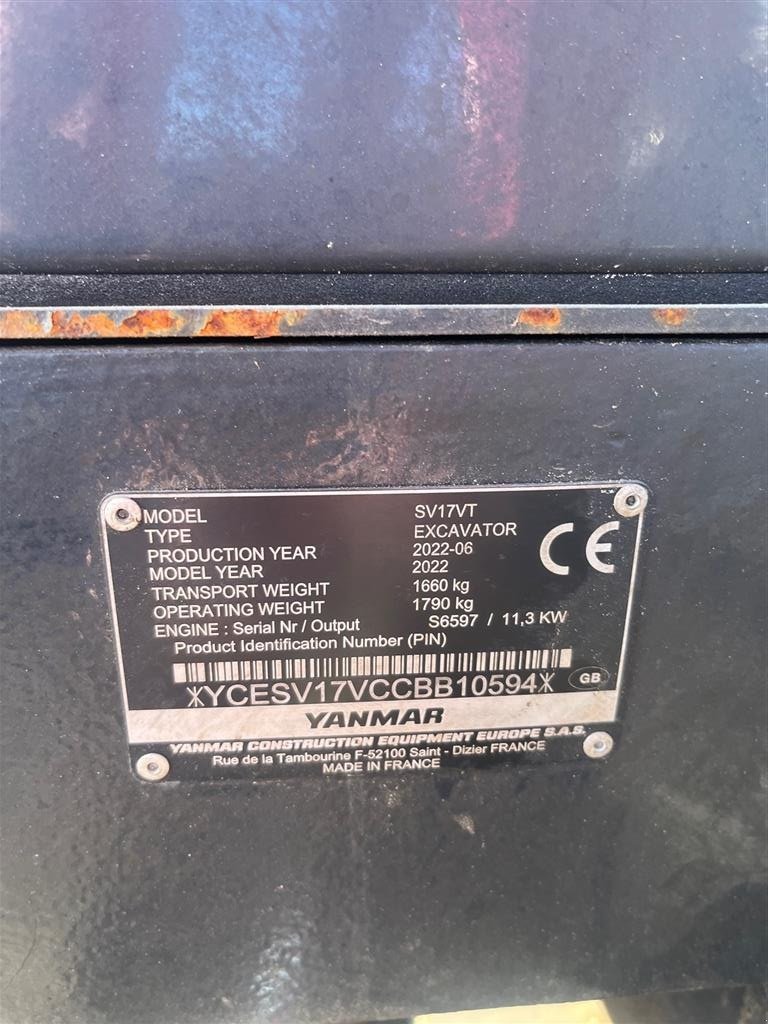 MODEL SV17VT
TYPE EXCAVATOR
PRODUCTION YEAR 2022-06
MODEL YEAR 2022
TRANSPORT WEIGHT 1660 kg
OPERATING WEIGHT 1790 kg
ENGINE : Serial Nr / Output S6597 / 11,3 KW
Product Identification Number (PIN)
CE
*YCESV17VCCBB10594*
GB
YANMAR
YANMAR CONSTRUCTION EQUIPMENT EUROPE S.A.S.
Rue de la Tambourine F-52100 Saint - Dizier FRANCE
MADE IN FRANCE